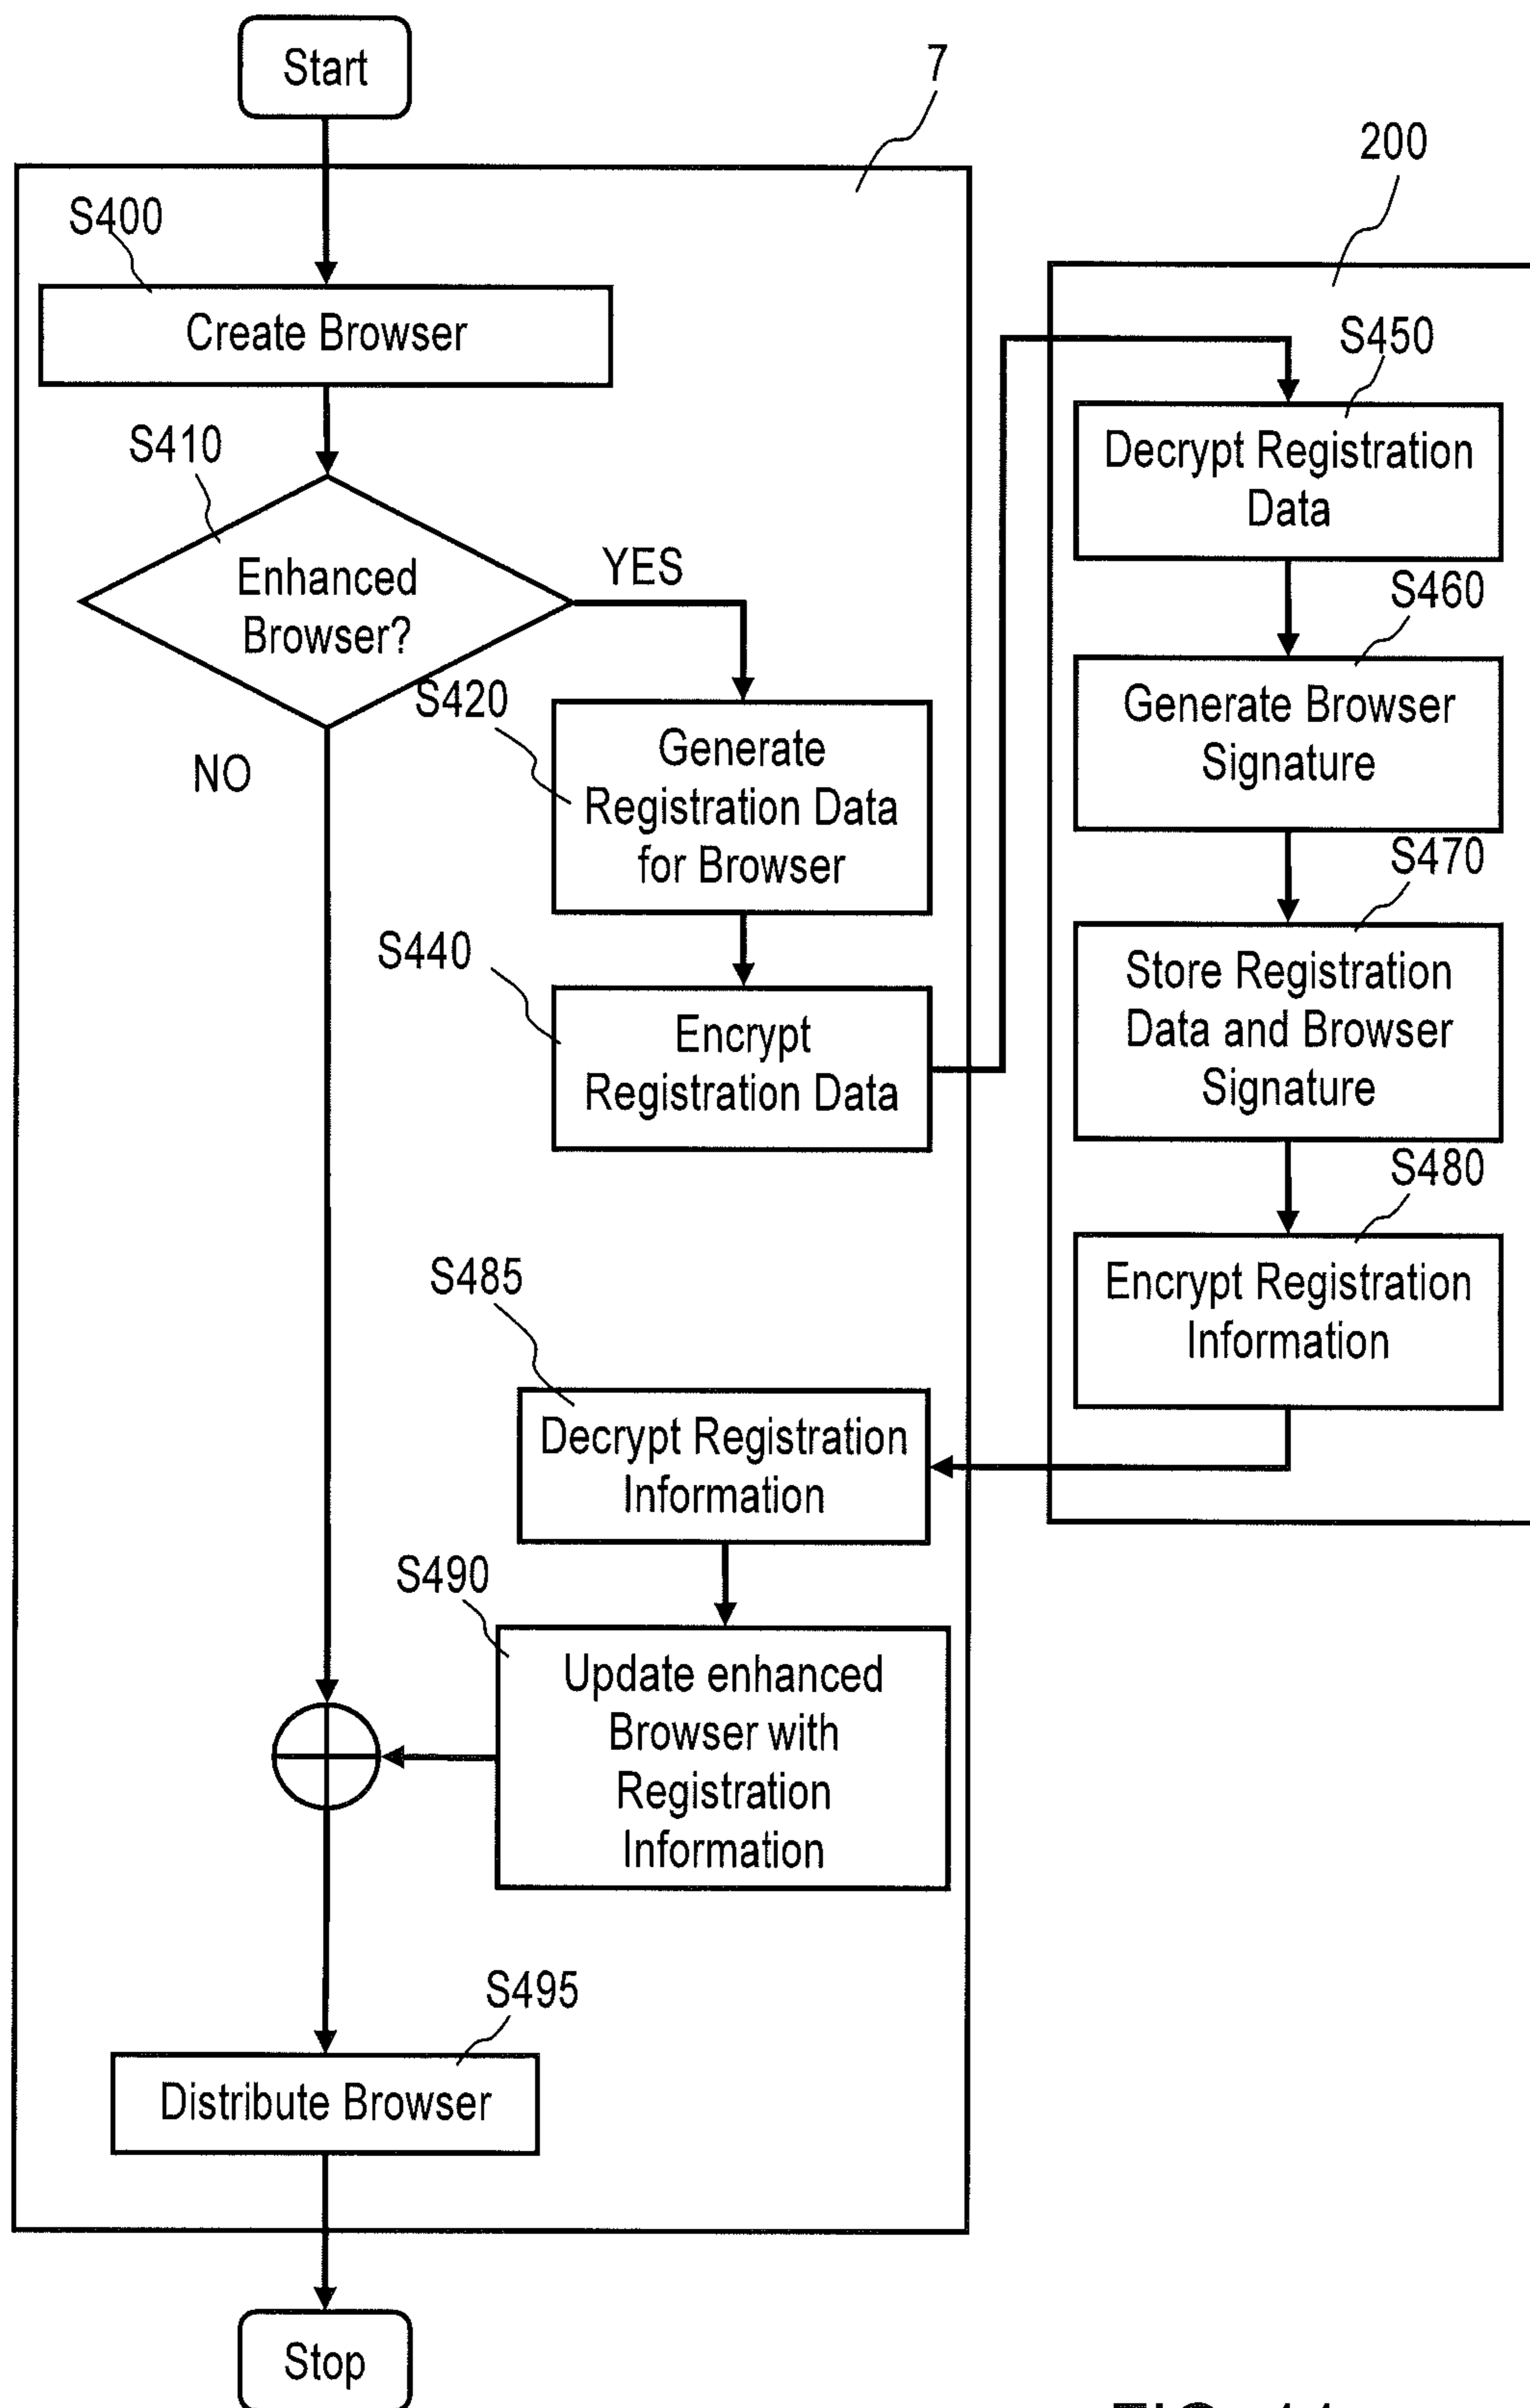 Start
7
200
S400
Create Browser
S410
Enhanced
Browser?
YES
NO
S420
Generate
Registration Data
for Browser
S440
Encrypt
Registration Data
S450
Decrypt Registration
Data
S460
Generate Browser
Signature
S470
Store Registration
Data and Browser
Signature
S480
Encrypt Registration
Information
S485
Decrypt Registration
Information
S490
Update enhanced
Browser with
Registration
Information
S495
Distribute Browser
Stop